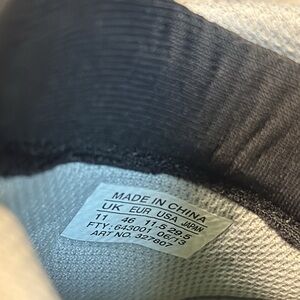 MADE IN CHINA
UK EUR USA JAPAN
11 46 11.5 29.5
FTY: 643001 06/13
ART NO. 327807